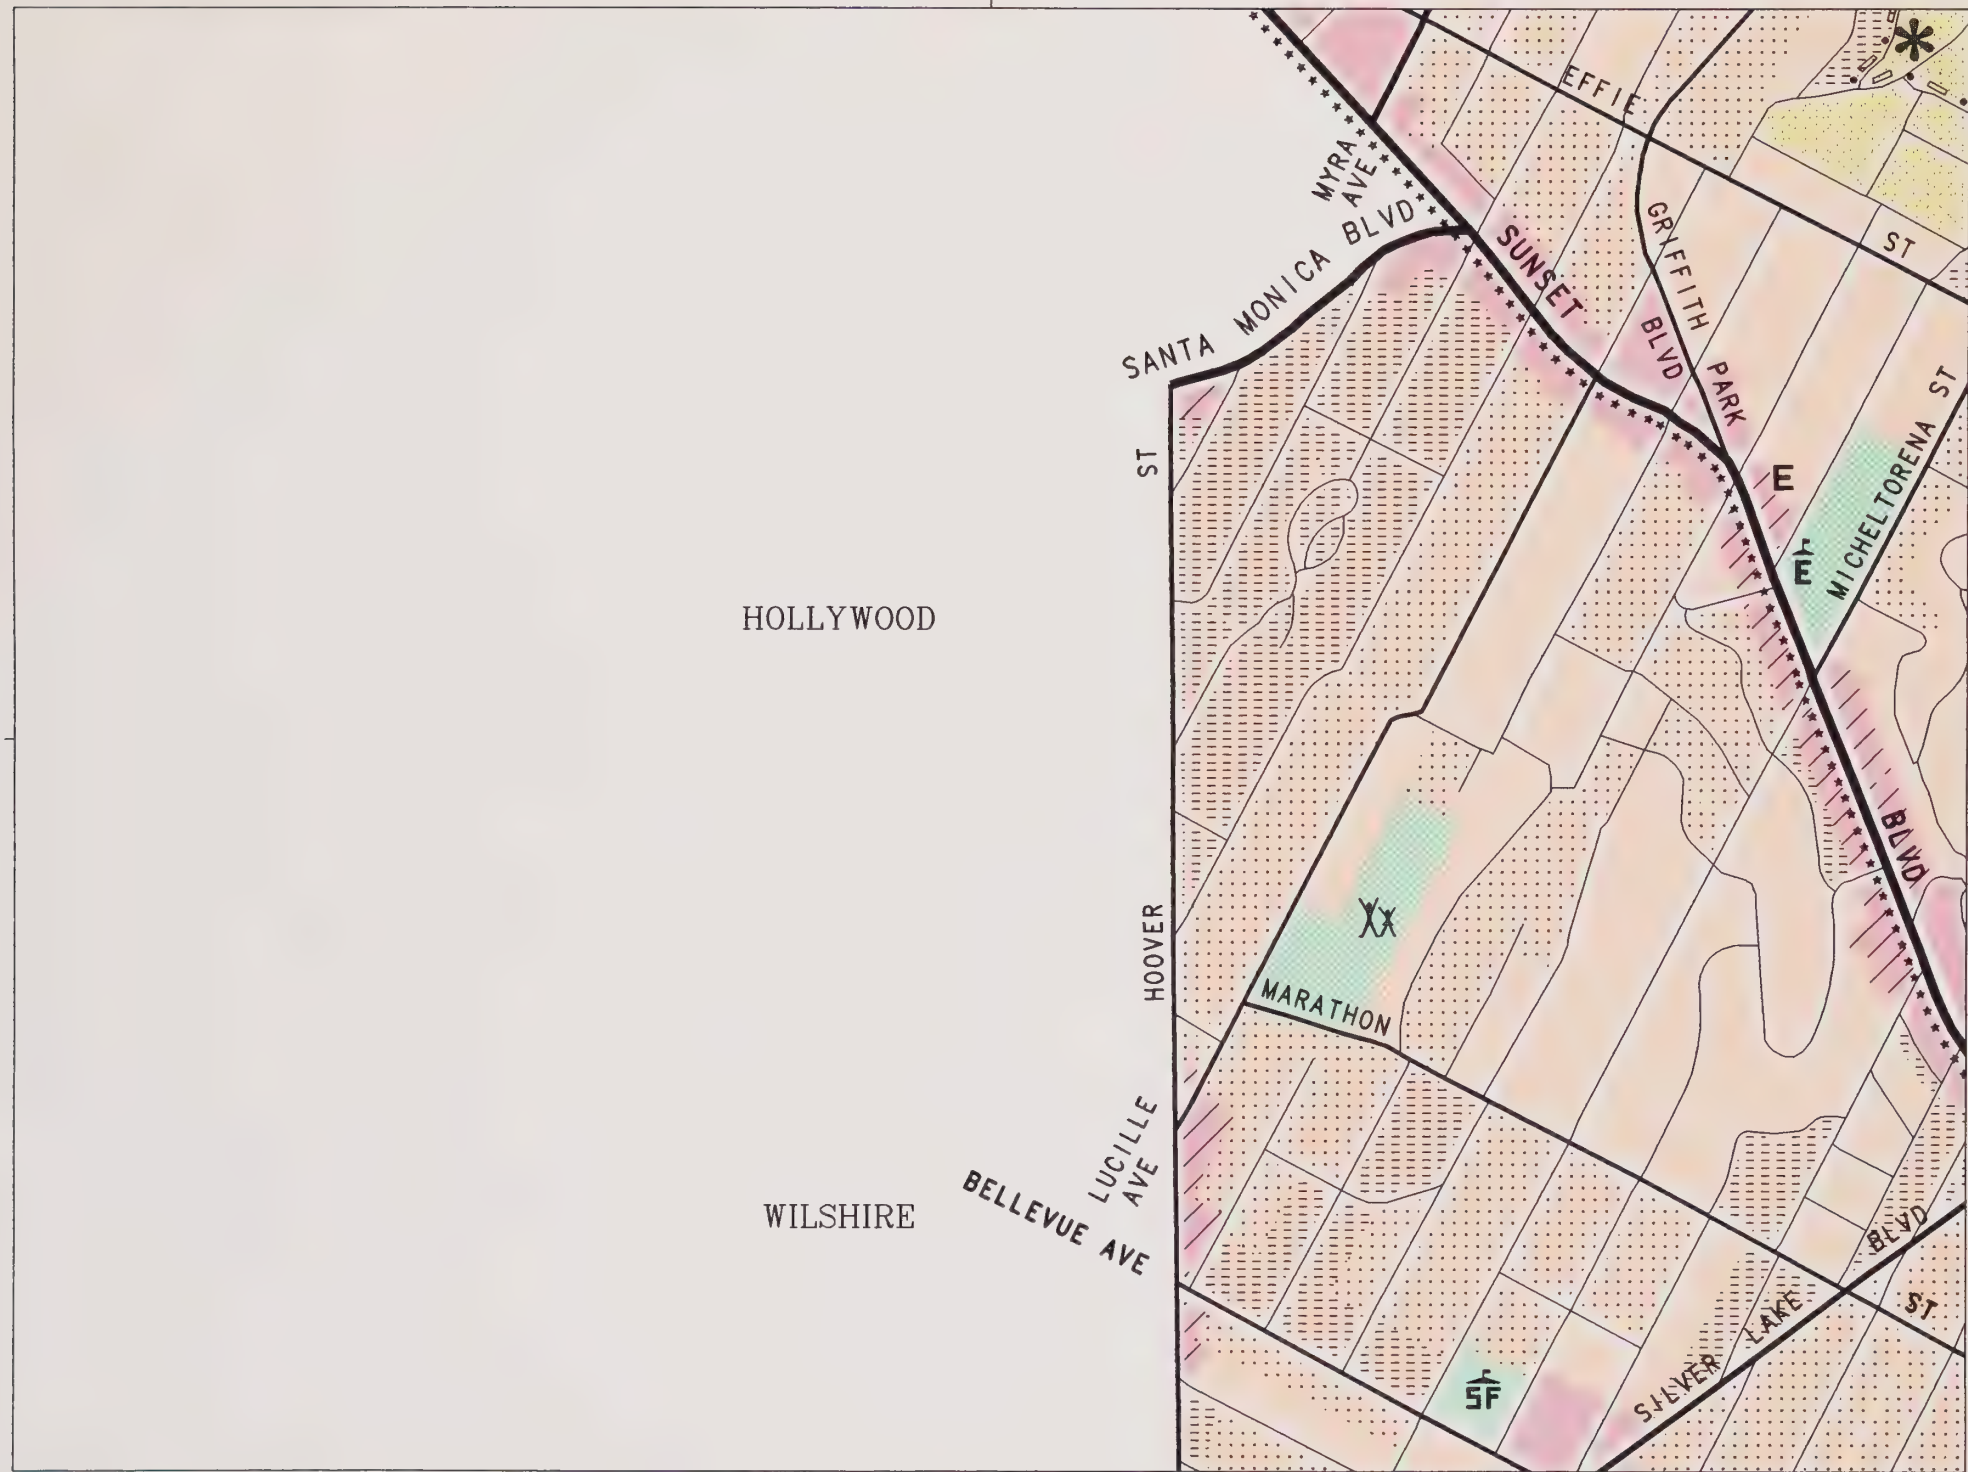 EFFIE
ST
MYRA
AVE
SANTA MONICA BLVD
SUNSET
BLVD
GRIFFITH
PARK
BLVD
MICHELTORENA ST
E
E
ST
HOOVER
HOLLYWOOD
MARATHON
ST
LUCILLE
AVE
BELLEVUE AVE
WILSHIRE
SILVER LAKE BLVD
SF